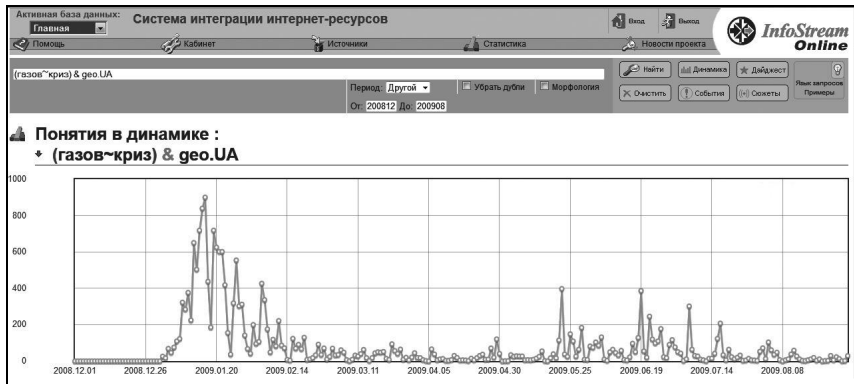 Активная база данных:
Главная
Система интеграции интернет-ресурсов
Вход
Выход
InfoStream
Online
Помощь
Кабинет
Источники
Статистика
Новости проекта
(газов~криз) & geo.UA
Период: Другой
Убрать дубли
Морфология
От: 200812 До: 200908
Найти
Динамика
Дайджест
Очистить
События
Сюжеты
Язык запросов
Примеры
Понятия в динамике :
(газов~криз) & geo.UA
1000
800
600
400
200
0
2008.12.01 2008.12.26 2009.01.20 2009.02.14 2009.03.11 2009.04.05 2009.04.30 2009.05.25 2009.06.19 2009.07.14 2009.08.08